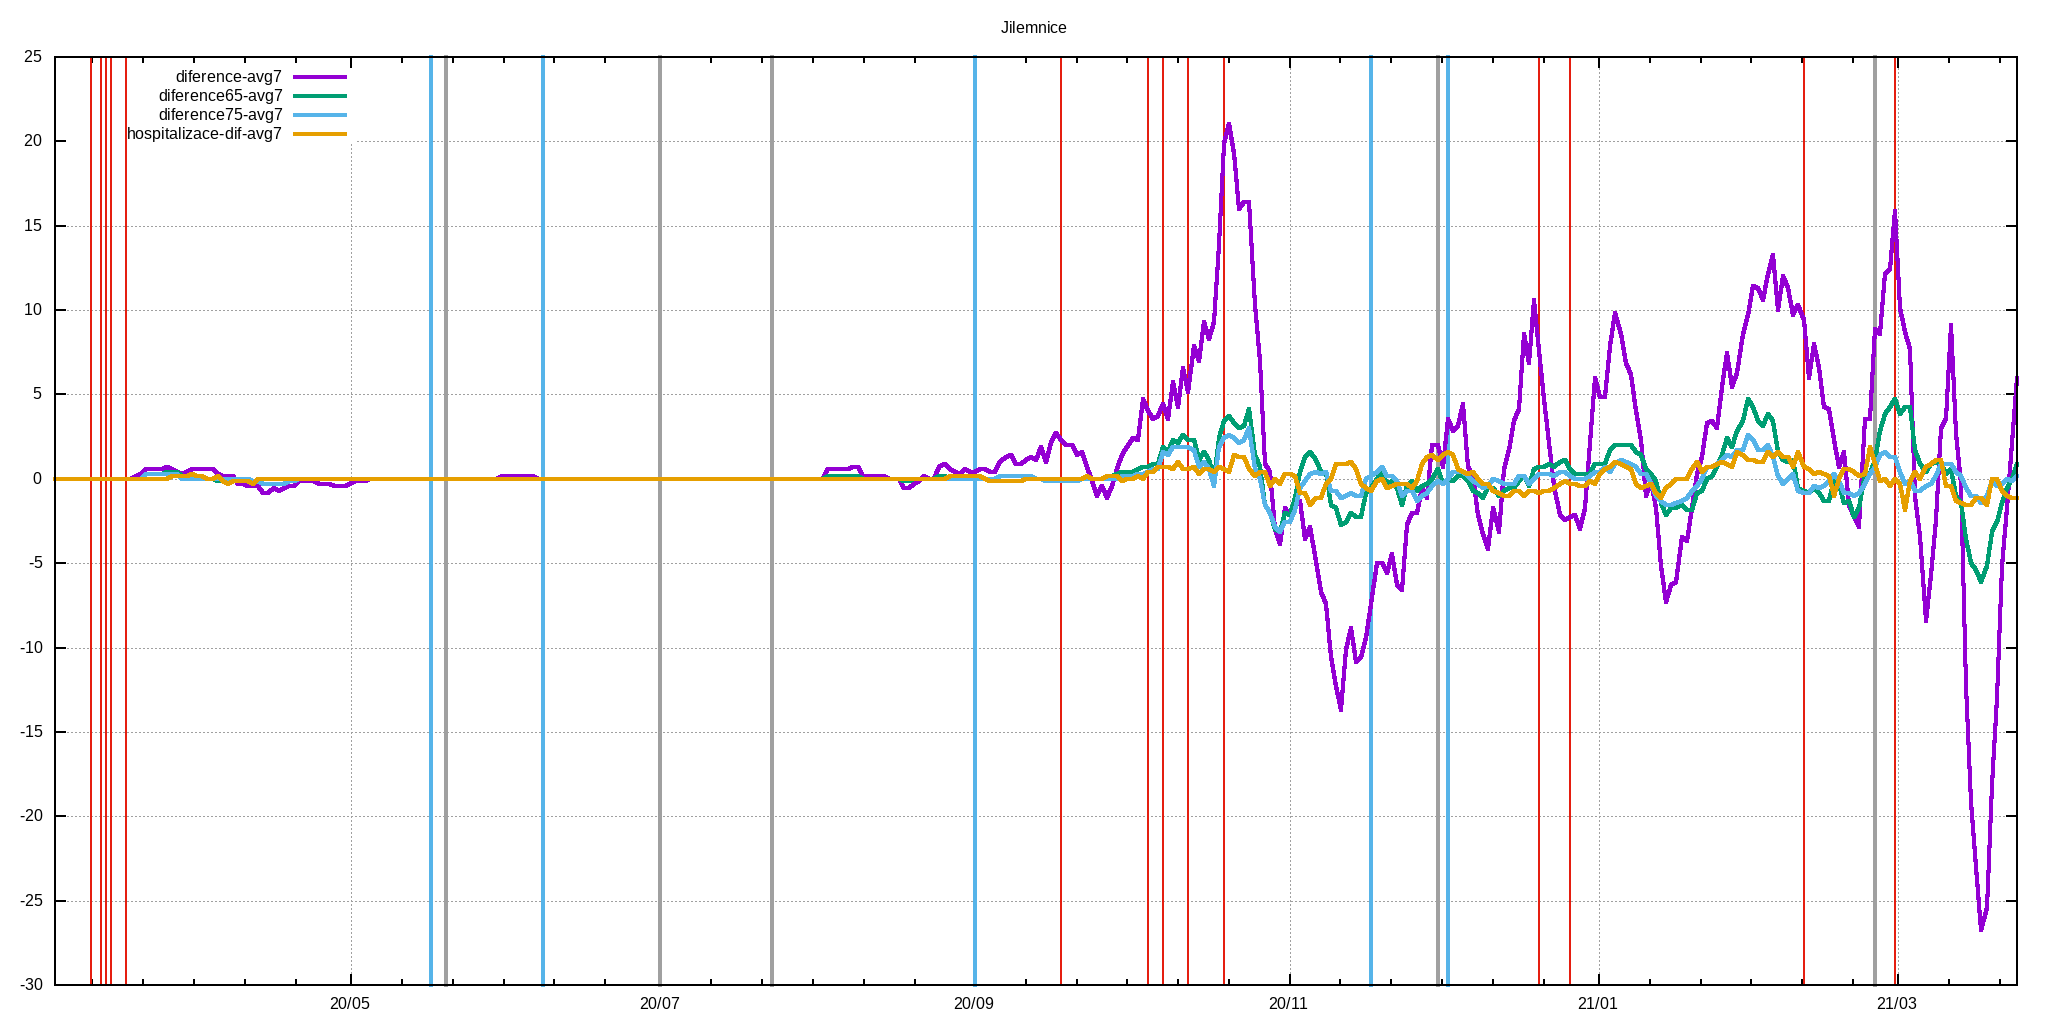 Jilemnice
25
diference-avg7
diference65-avg7
diference75-avg7
hospitalizace-dif-avg7
20
15
10
5
0
-5
-10
-15
-20
-25
-30
20/05 20/07 20/09 20/11 21/01 21/03